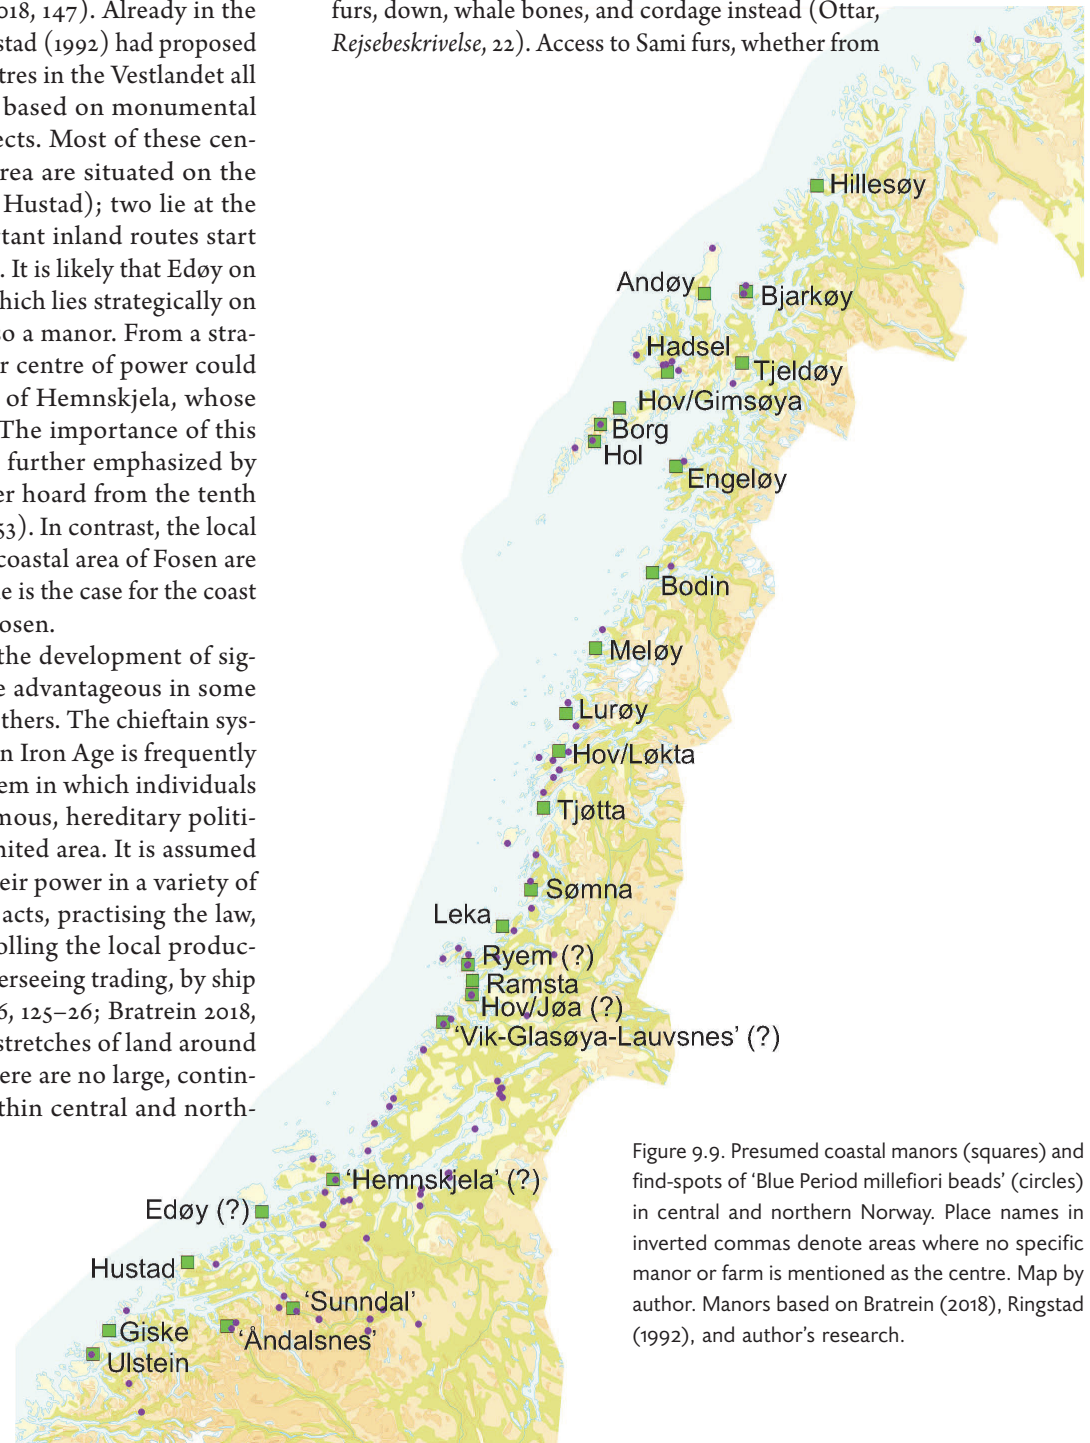 018, 147). Already in the
stad (1992) had proposed
tres in the Vestlandet all
based on monumental
ects. Most of these cen-
rea are situated on the
Hustad); two lie at the
rtant inland routes start
. It is likely that Edøy on
hich lies strategically on
so a manor. From a stra-
r centre of power could
of Hemnskjela, whose
The importance of this
further emphasized by
er hoard from the tenth
53). In contrast, the local
coastal area of Fosen are
e is the case for the coast
osen.
the development of sig-
e advantageous in some
thers. The chieftain sys-
n Iron Age is frequently
em in which individuals
mous, hereditary politi-
nited area. It is assumed
eir power in a variety of
acts, practising the law,
olling the local produc-
erseeing trading, by ship
6, 125–26; Bratrein 2018,
stretches of land around
ere are no large, contin-
thin central and north-
furs, down, whale bones, and cordage instead (Ottar,
Rejsebeskrivelse, 22). Access to Sami furs, whether from
Hillesøy
Andøy
Bjarkøy
Hadsel
Tjeldøy
Hov/Gimsøya
Borg
Hol
Engeløy
Bodin
Meløy
Lurøy
Hov/Løkta
Tjøtta
Sømna
Leka
Ryem (?)
Ramsta
Hov/Jøa (?)
'Vik-Glasøya-Lauvsnes' (?)
'Hemnskjela' (?)
Edøy (?)
Hustad
'Sunndal'
Giske
'Åndalsnes'
Ulstein
Figure 9.9. Presumed coastal manors (squares) and
find-spots of ‘Blue Period millefiori beads’ (circles)
in central and northern Norway. Place names in
inverted commas denote areas where no specific
manor or farm is mentioned as the centre. Map by
author. Manors based on Bratrein (2018), Ringstad
(1992), and author’s research.